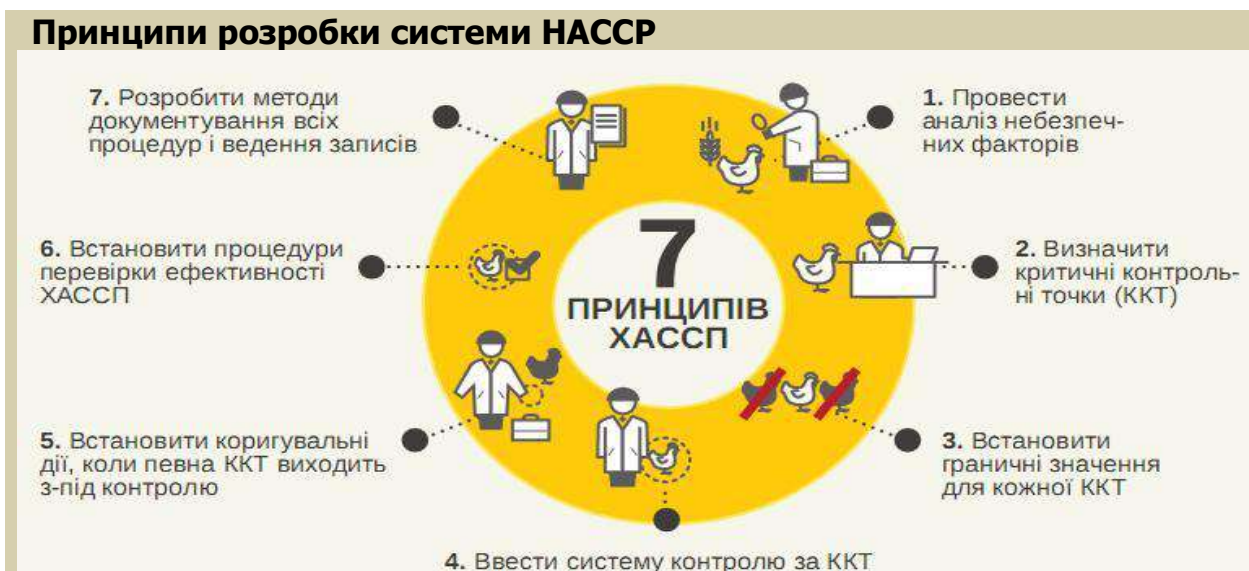 Принципи розробки системи НАССР
7. Розробити методи
документування всіх
процедур і ведення записів
1. Провести
аналіз небезпеч-
них факторів
6. Встановити процедури
перевірки ефективності
ХАССП
7
ПРИНЦИПІВ
ХАССП
2. Визначити
критичні контроль-
ні точки (ККТ)
5. Встановити коригувальні
дії, коли певна ККТ виходить
з-під контролю
3. Встановити
граничні значення
для кожної ККТ
4. Ввести систему контролю за ККТ